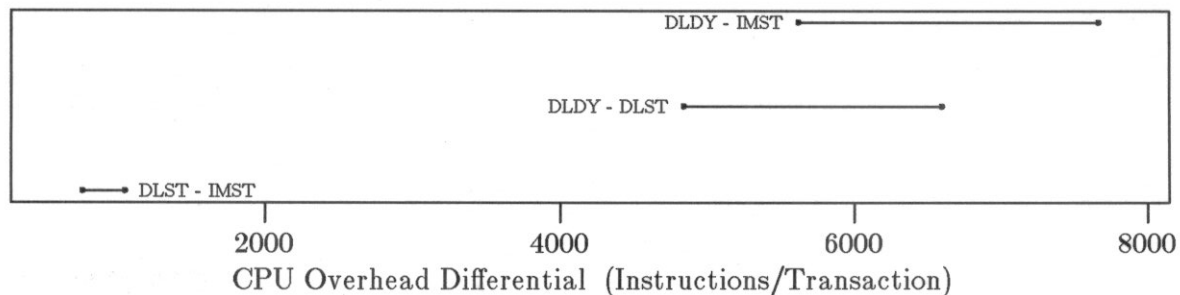 DLDY - IMST
DLDY - DLST
DLST - IMST
2000 4000 6000 8000
CPU Overhead Differential (Instructions/Transaction)